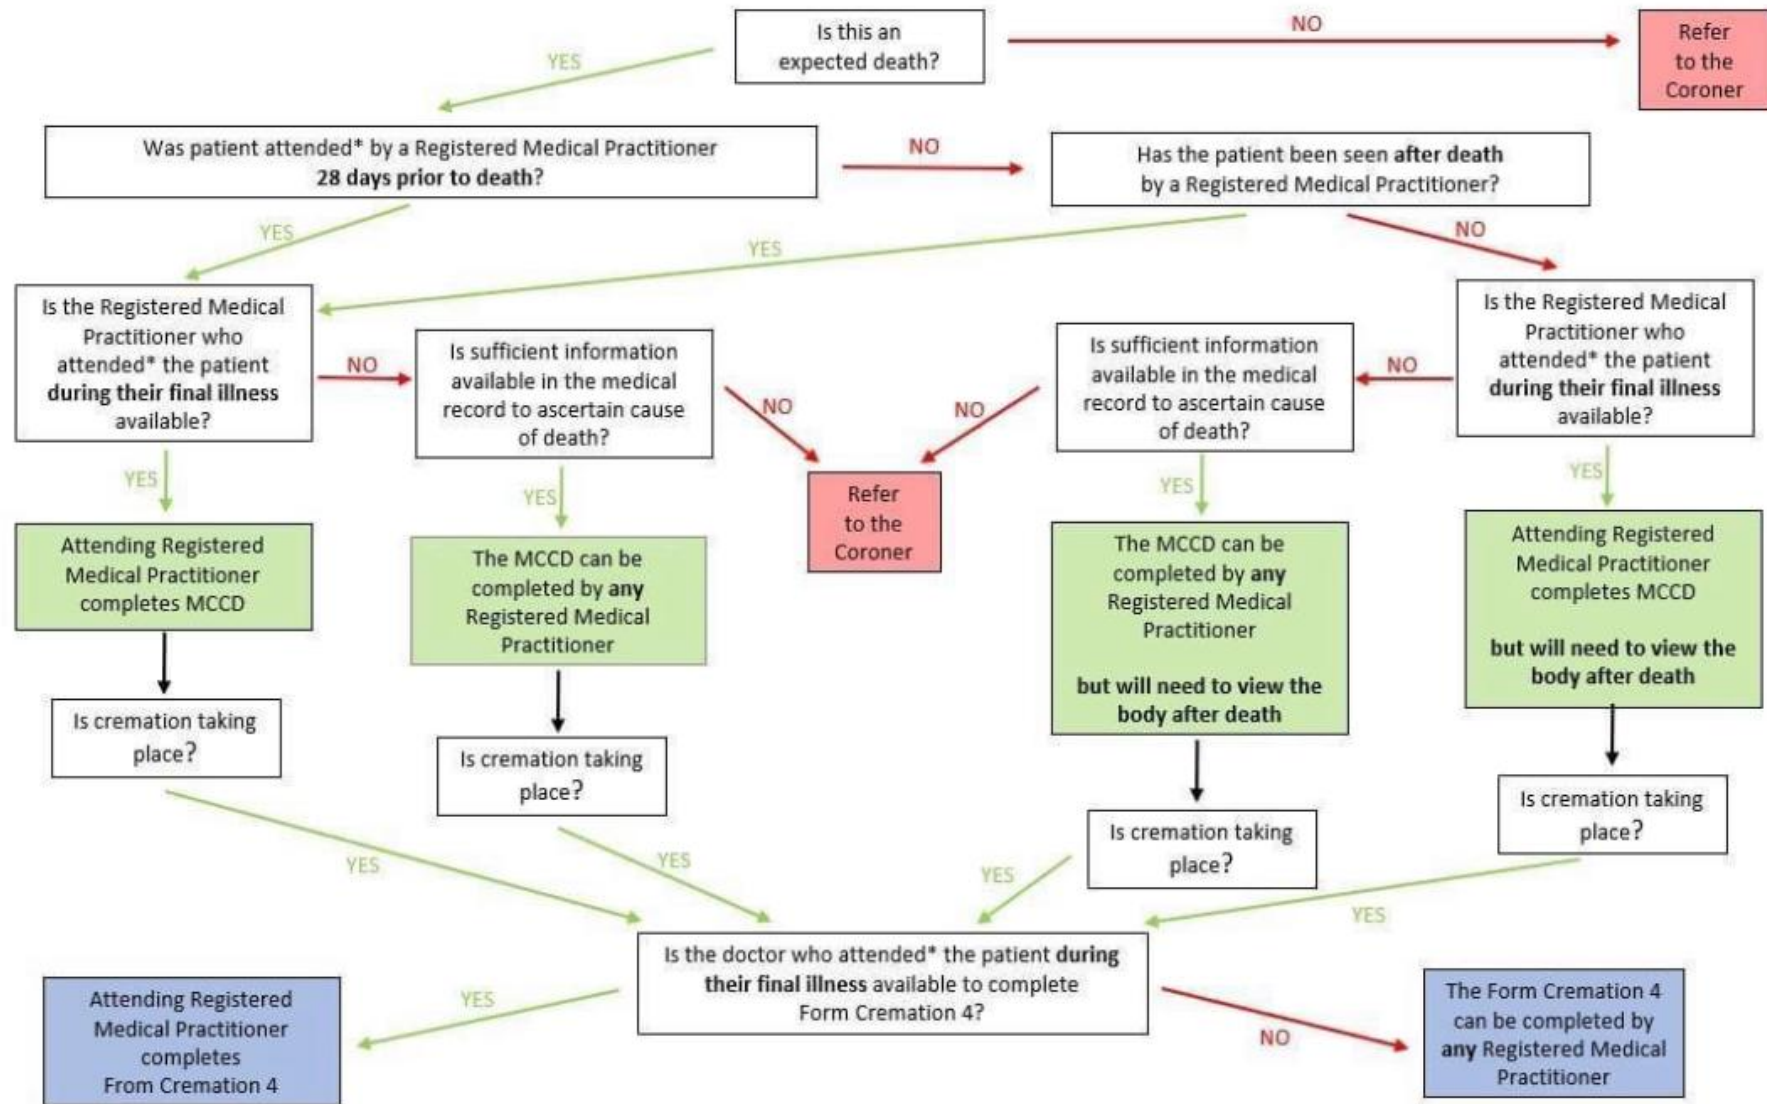 Is this an
expected death?
NO
Refer
to the
Coroner
YES
Was patient attended* by a Registered Medical Practitioner
28 days prior to death?
NO
Has the patient been seen after death
by a Registered Medical Practitioner?
YES
YES
NO
Is the Registered Medical
Practitioner who
attended* the patient
during their final illness
available?
NO
Is sufficient information
available in the medical
record to ascertain cause
of death?
NO
NO
Is sufficient information
available in the medical
record to ascertain cause
of death?
NO
Is the Registered Medical
Practitioner who
attended* the patient
during their final illness
available?
YES
YES
Refer
to the
Coroner
YES
YES
Attending Registered
Medical Practitioner
completes MCCD
The MCCD can be
completed by any
Registered Medical
Practitioner
The MCCD can be
completed by any
Registered Medical
Practitioner
but will need to view the
body after death
Attending Registered
Medical Practitioner
completes MCCD
but will need to view the
body after death
Is cremation taking
place?
Is cremation taking
place?
Is cremation taking
place?
Is cremation taking
place?
YES
YES
YES
YES
Is the doctor who attended* the patient during
their final illness available to complete
Form Cremation 4?
YES
NO
Attending Registered
Medical Practitioner
completes
From Cremation 4
The Form Cremation 4
can be completed by
any Registered Medical
Practitioner